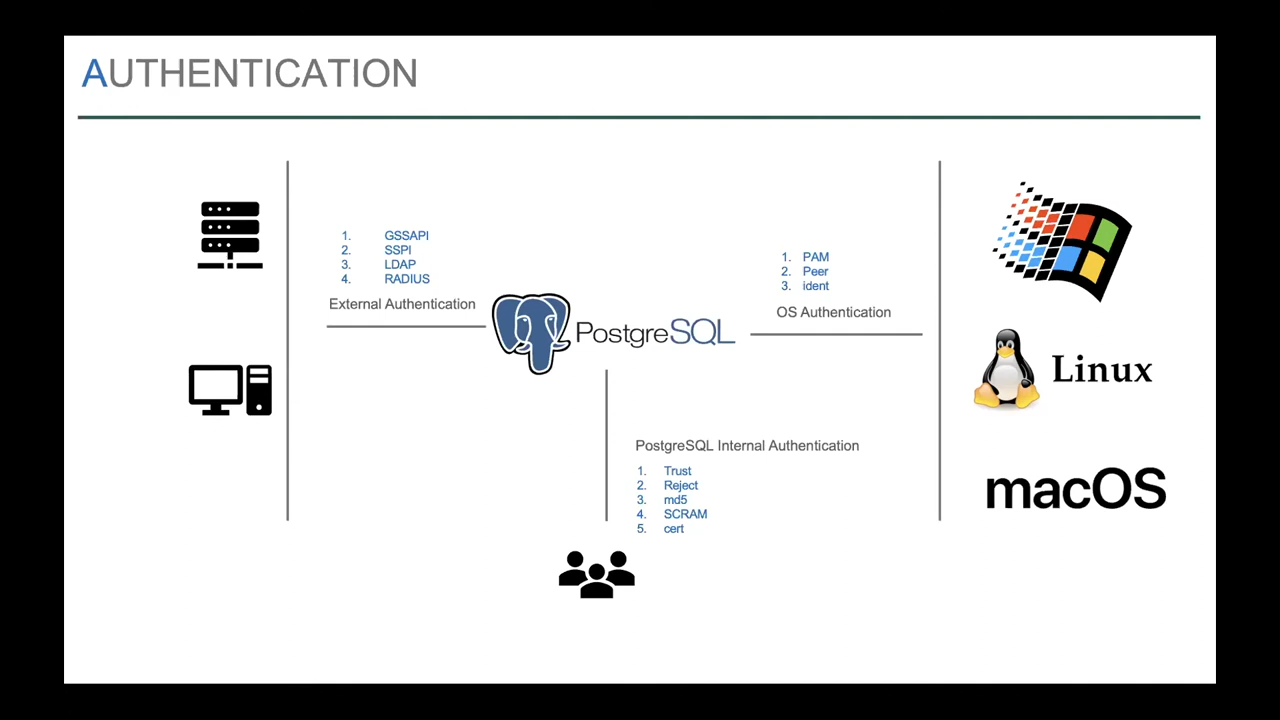 AUTHENTICATION
1. GSSAPI
2. SSPI
3. LDAP
4. RADIUS
External Authentication
PostgreSQL
1. PAM
2. Peer
3. ident
OS Authentication
Linux
macOS
PostgreSQL Internal Authentication
1. Trust
2. Reject
3. md5
4. SCRAM
5. cert